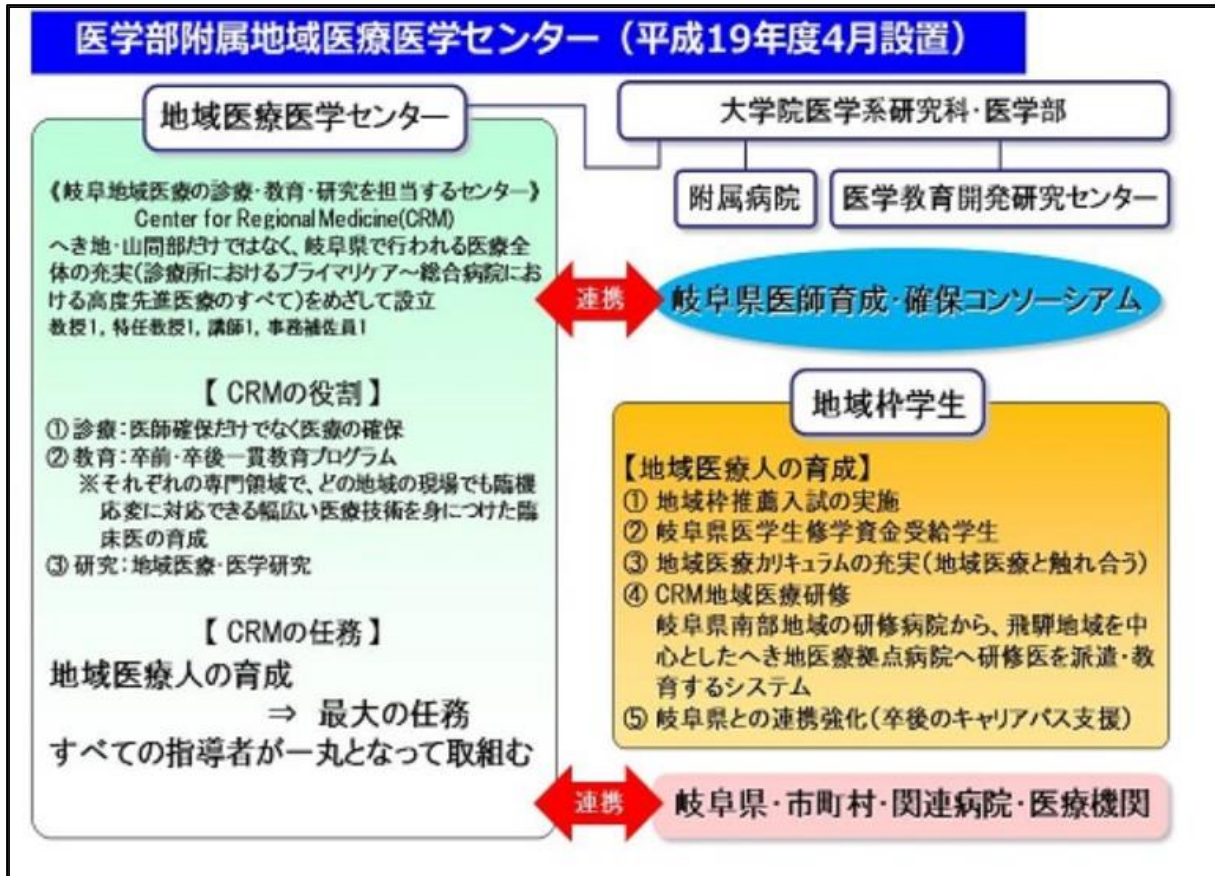 医学部附属地域医療医学センター（平成19年度4月設置）
地域医療医学センター
《岐阜地域医療の診療・教育・研究を担当するセンター》
Center for Regional Medicine(CRM)
へき地・山間部だけではなく、岐阜県で行われる医療全
体の充実(診療所におけるプライマリケア～総合病院にお
ける高度先進医療のすべて)をめざして設立
教授1, 特任教授1, 講師1, 事務補佐員1
【 CRMの役割 】
① 診療：医師確保だけでなく医療の確保
② 教育：卒前・卒後一貫教育プログラム
※それぞれの専門領域で、どの地域の現場でも臨機
応変に対応できる幅広い医療技術を身につけた臨
床医の育成
③ 研究：地域医療・医学研究
【 CRMの任務 】
地域医療人の育成
⇒ 最大の任務
すべての指導者が一丸となって取組む
大学院医学系研究科・医学部
附属病院
医学教育開発研究センター
連携
岐阜県医師育成・確保コンソーシアム
地域枠学生
【地域医療人の育成】
① 地域枠推薦入試の実施
② 岐阜県医学生修学資金受給学生
③ 地域医療カリキュラムの充実(地域医療と触れ合う)
④ CRM地域医療研修
岐阜県南部地域の研修病院から、飛騨地域を中
心としたへき地医療拠点病院へ研修医を派遣・教
育するシステム
⑤ 岐阜県との連携強化(卒後のキャリアパス支援)
連携
岐阜県・市町村・関連病院・医療機関